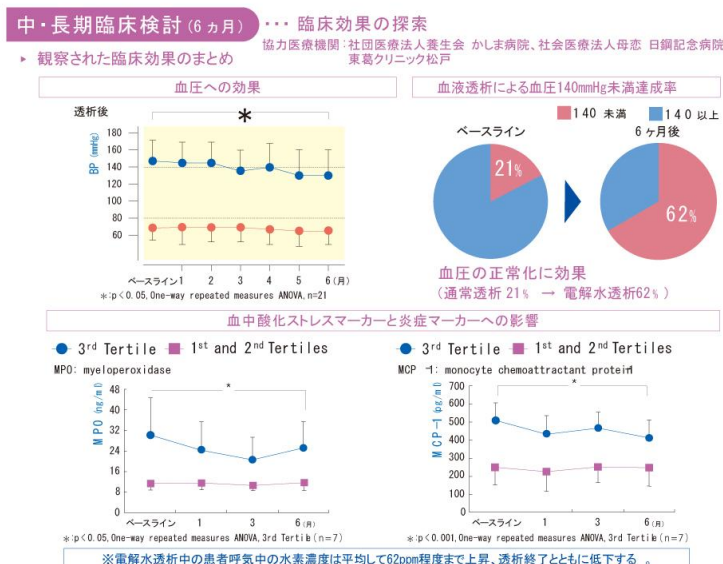 中・長期臨床検討(6ヵ月) ・・・ 臨床効果の探索
▶ 観察された臨床効果のまとめ
協力医療機関:社団医療法人養生会 かしま病院、社会医療法人母恋 日鋼記念病院
東葛クリニック松戸
血圧への効果
透析後
*
BP (mmHg)
180
160
140
120
100
80
60
ベースライン 1 2 3 4 5 6(月)
*:p<0.05,One-way repeated measures ANOVA,n=21
血液透析による血圧140mmHg未満達成率
140 未満 140 以上
ベースライン 6ヶ月後
21%
62%
血圧の正常化に効果
(通常透析 21% → 電解水透析62%)
血中酸化ストレスマーカーと炎症マーカーへの影響
3rd Tertile 1st and 2nd Tertiles
MPO: myeloperoxidase
*
MPO (ng/ml)
48
40
32
24
16
8
0
ベースライン 1 3 6(月)
*:p<0.05,One-way repeated measures ANOVA,3rd Tertile(n=7)
3rd Tertile 1st and 2nd Tertiles
MCP-1: monocyte chemoattractant protein-1
*
MCP-1(pg/ml)
700
600
500
400
300
200
100
0
ベースライン 1 3 6(月)
*:p<0.001,One-way repeated measures ANOVA,3rd Tertile(n=7)
※電解水透析中の患者呼気中の水素濃度は平均して62ppm程度まで上昇、透析終了とともに低下する。